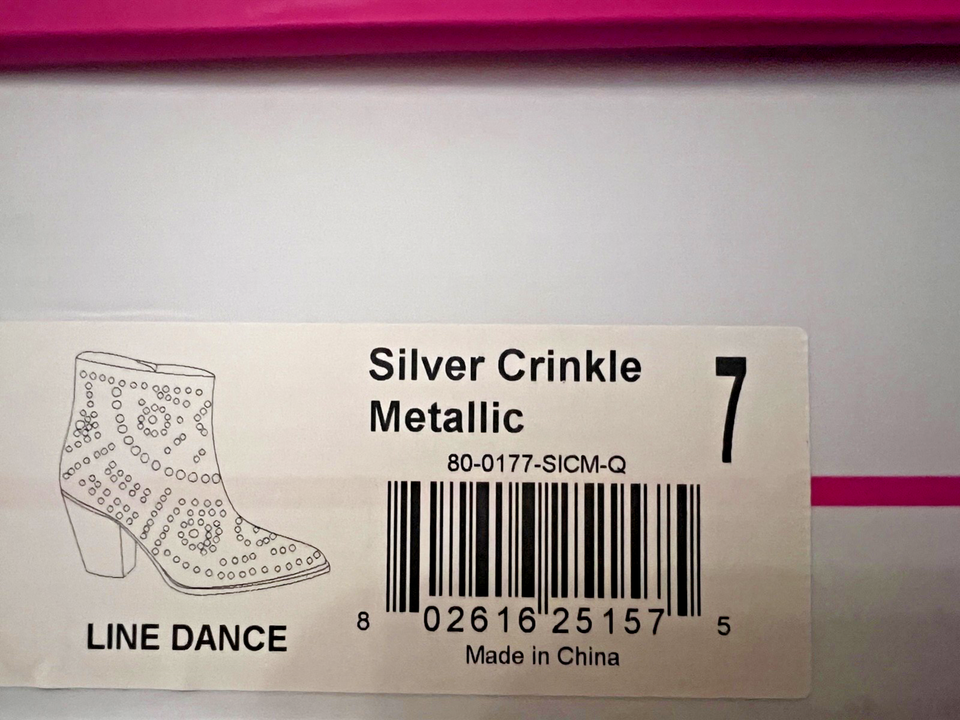 Silver Crinkle
Metallic
7
80-0177-SICM-Q
8 02616 25157 5
Made in China
LINE DANCE